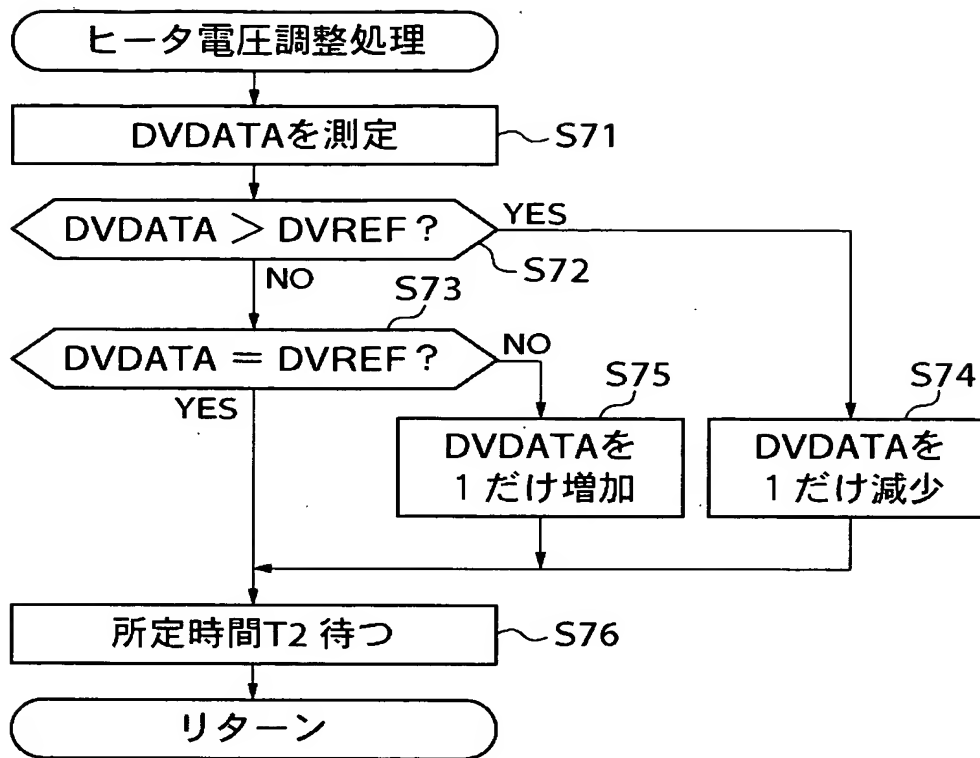 ヒータ電圧調整処理
DVDATAを測定
S71
DVDATA > DVREF?
YES
S72
NO
S73
DVDATA = DVREF?
NO
YES
S75
S74
DVDATAを
1だけ増加
DVDATAを
1だけ減少
所定時間T2待つ
S76
リターン